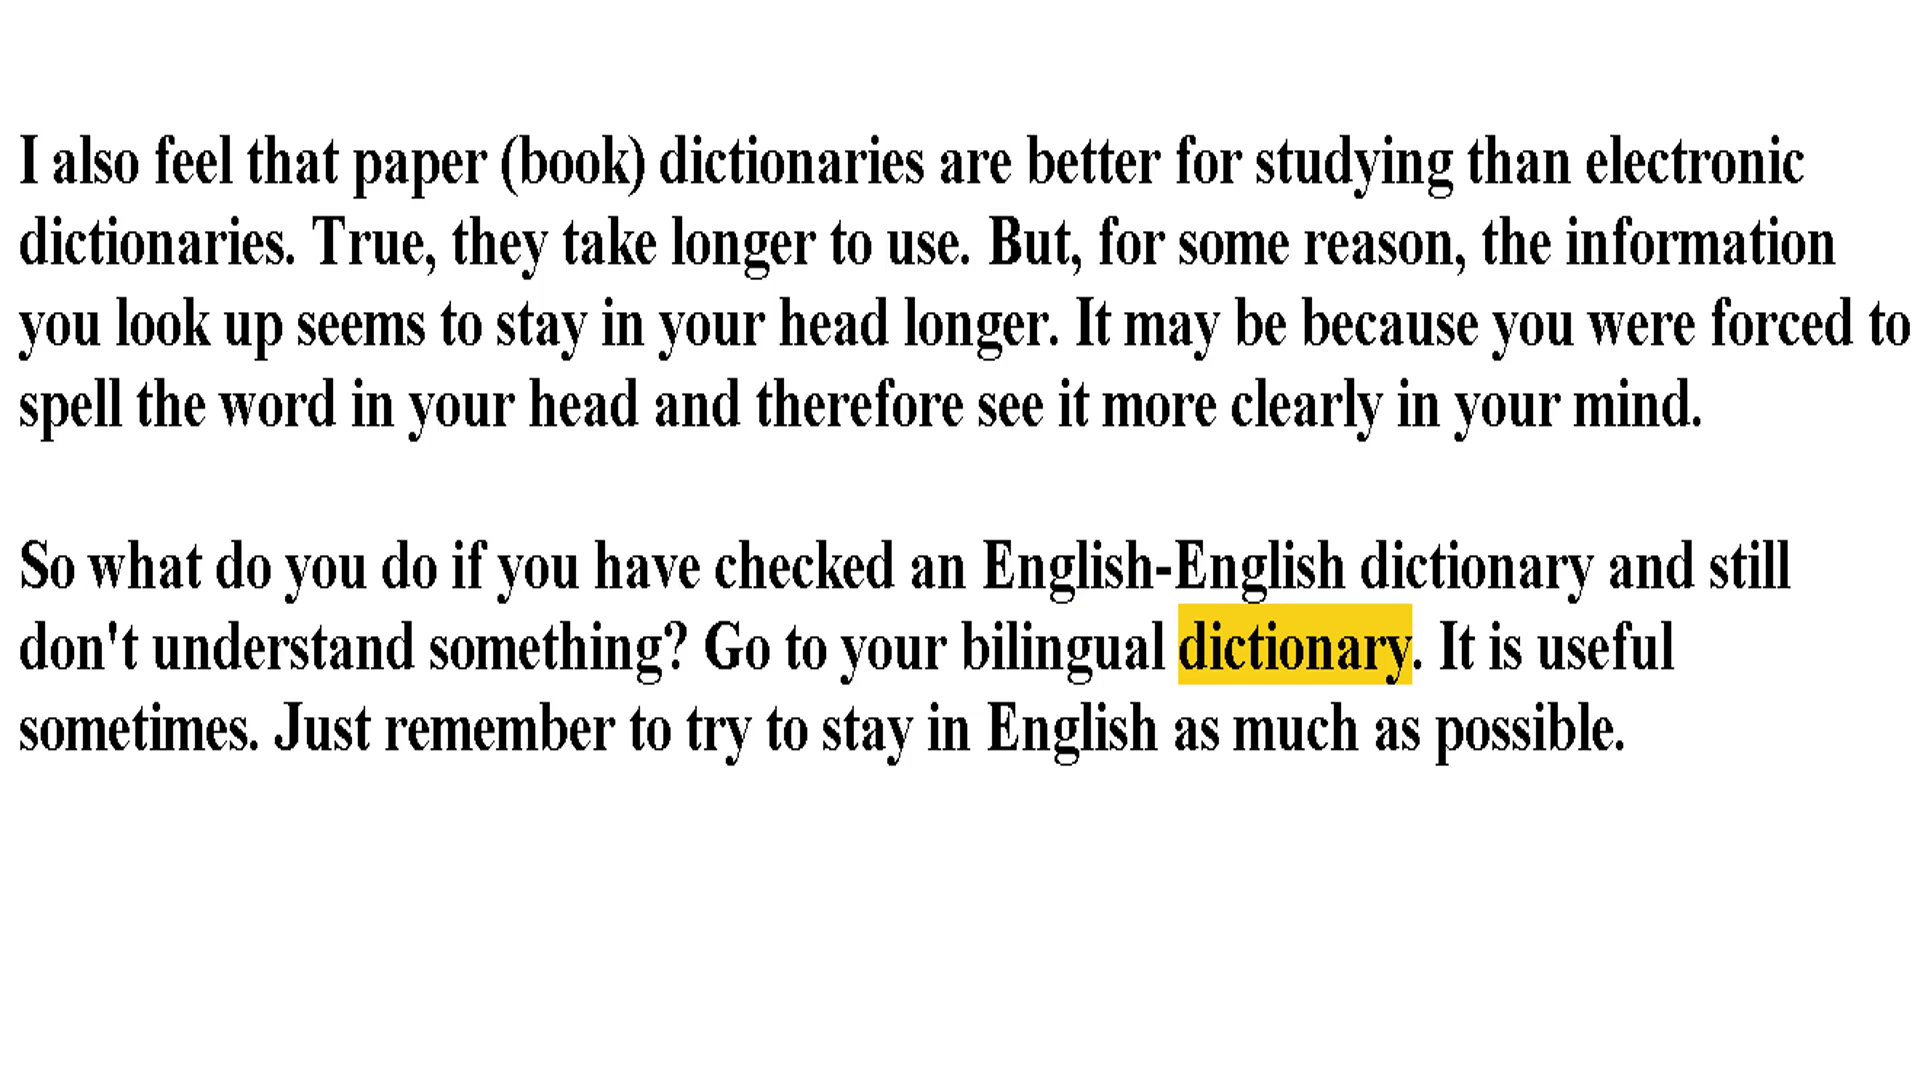 I also feel that paper (book) dictionaries are better for studying than electronic
dictionaries. True, they take longer to use. But, for some reason, the information
you look up seems to stay in your head longer. It may be because you were forced to
spell the word in your head and therefore see it more clearly in your mind.
So what do you do if you have checked an English-English dictionary and still
don't understand something? Go to your bilingual dictionary. It is useful
sometimes. Just remember to try to stay in English as much as possible.